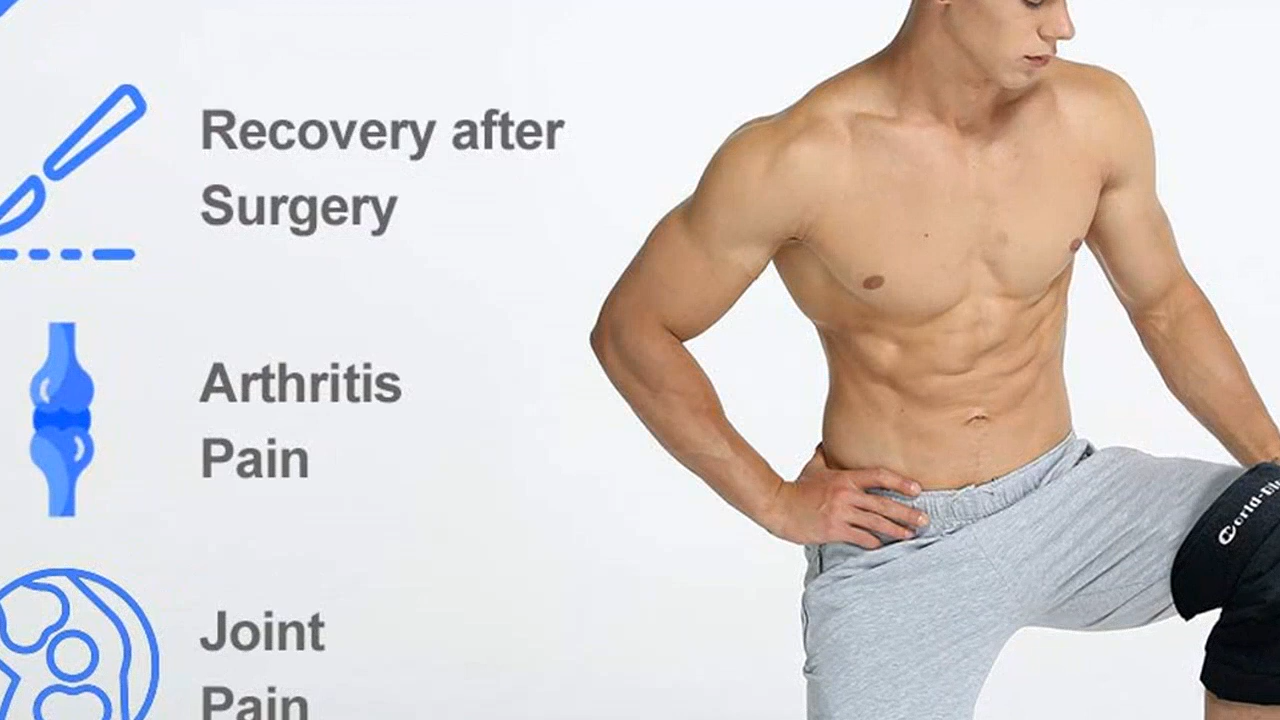 Recovery after
Surgery
Arthritis
Pain
Joint
Pain